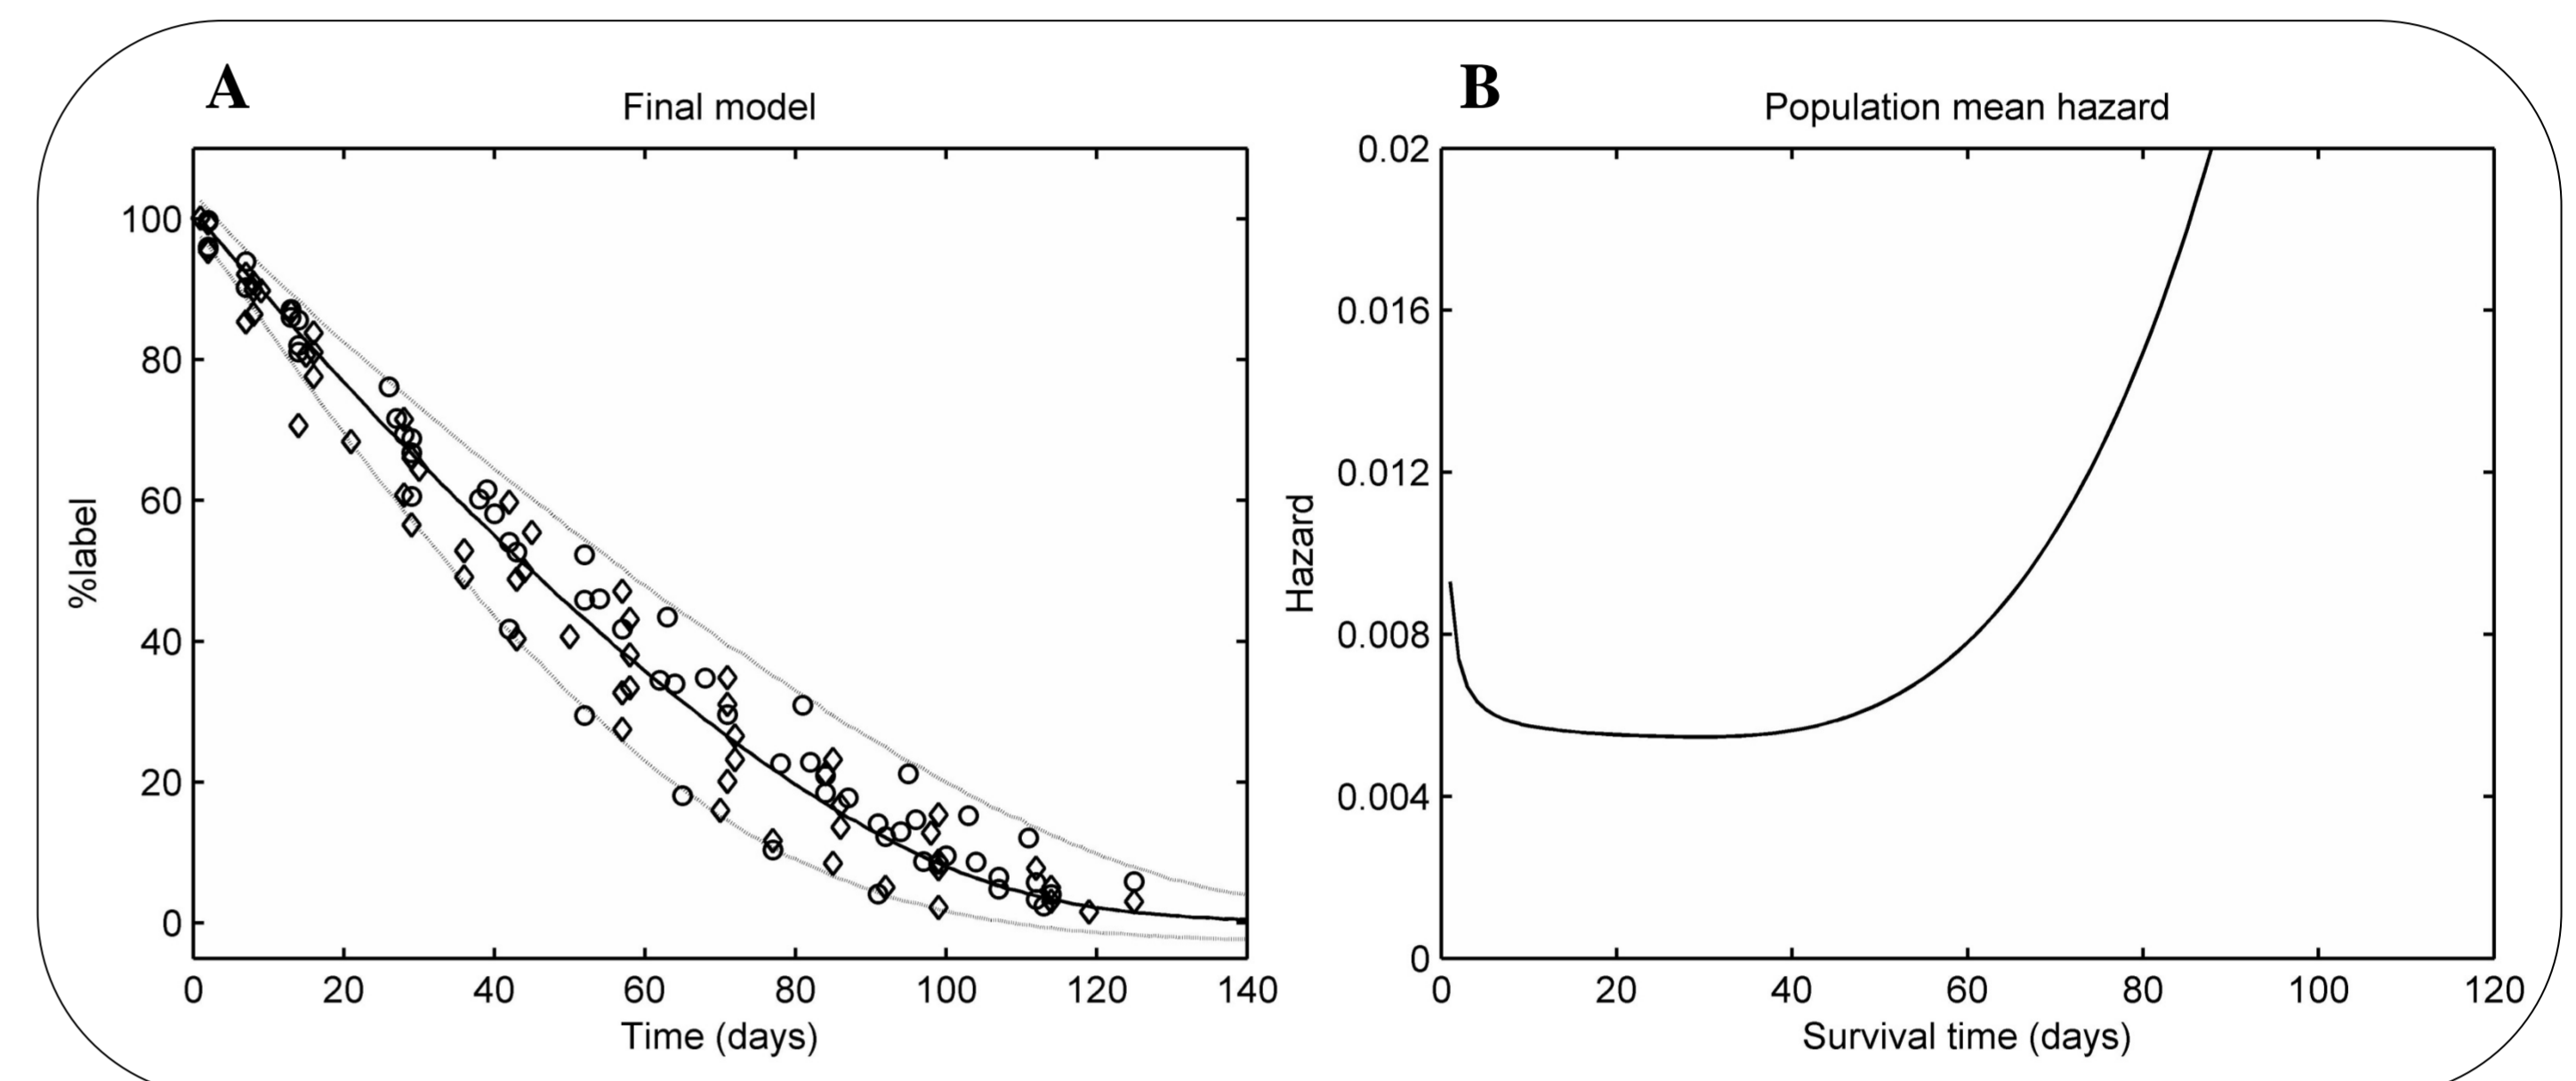 A
Final model
100
80
60
40
20
0
%label
0 20 40 60 80 100 120 140
Time (days)
B
Population mean hazard
0.02
0.016
0.012
0.008
0.004
0
Hazard
0 20 40 60 80 100 120
Survival time (days)